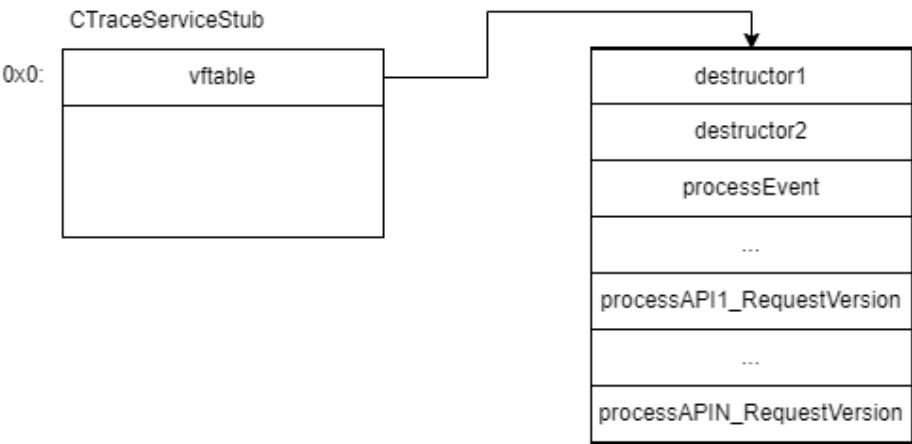 CTraceServiceStub
0x0:
vftable
destructor1
destructor2
processEvent
...
processAPI1_RequestVersion
...
processAPIN_RequestVersion